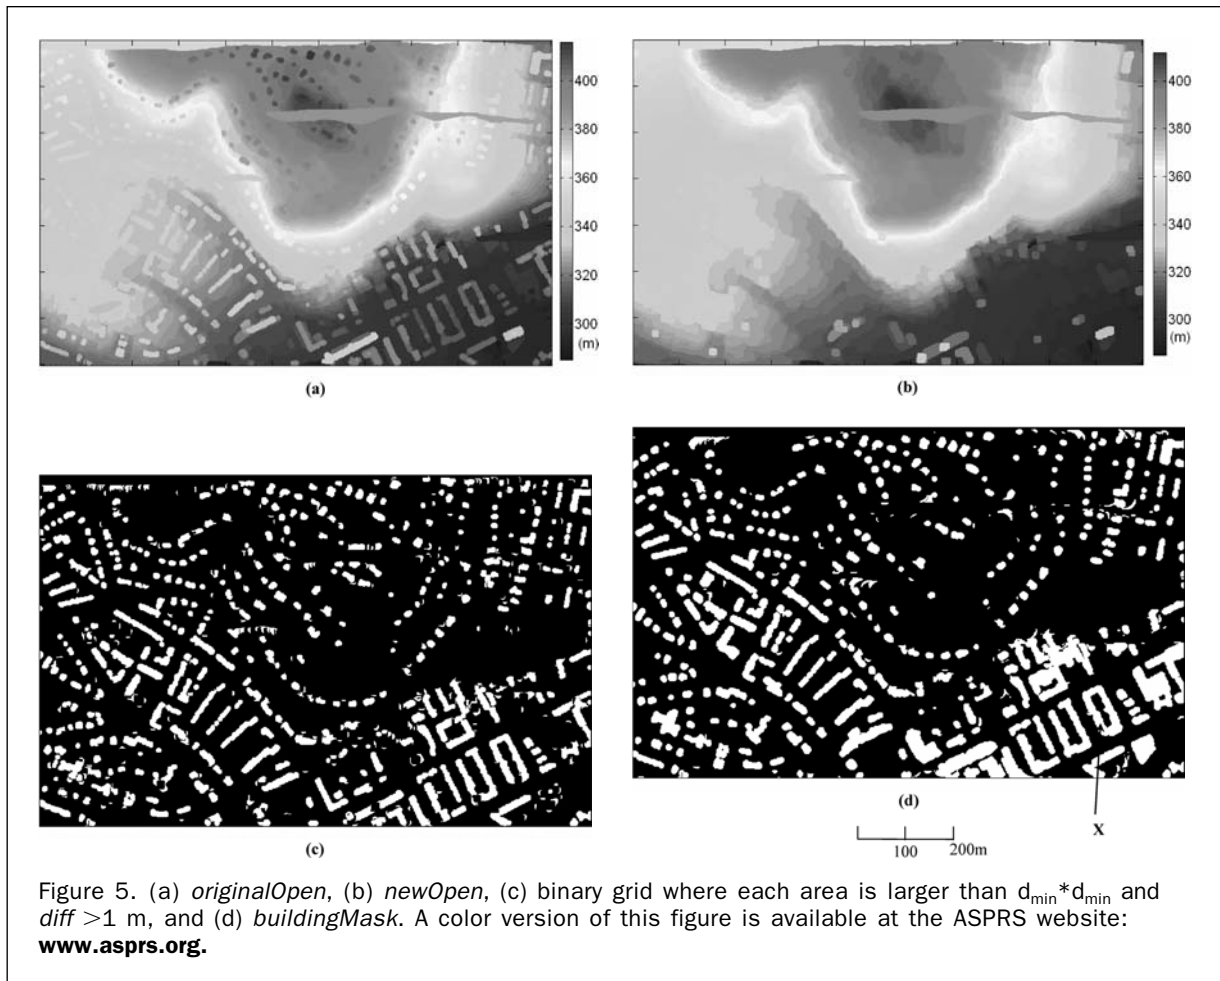 400
380
360
340
320
300
(m)
(a)
400
380
360
340
320
300
(m)
(b)
(c)
(d)
X
100 200m
Figure 5. (a) originalOpen, (b) newOpen, (c) binary grid where each area is larger than dmin*dmin and
diff >1 m, and (d) buildingMask. A color version of this figure is available at the ASPRS website:
www.asprs.org.